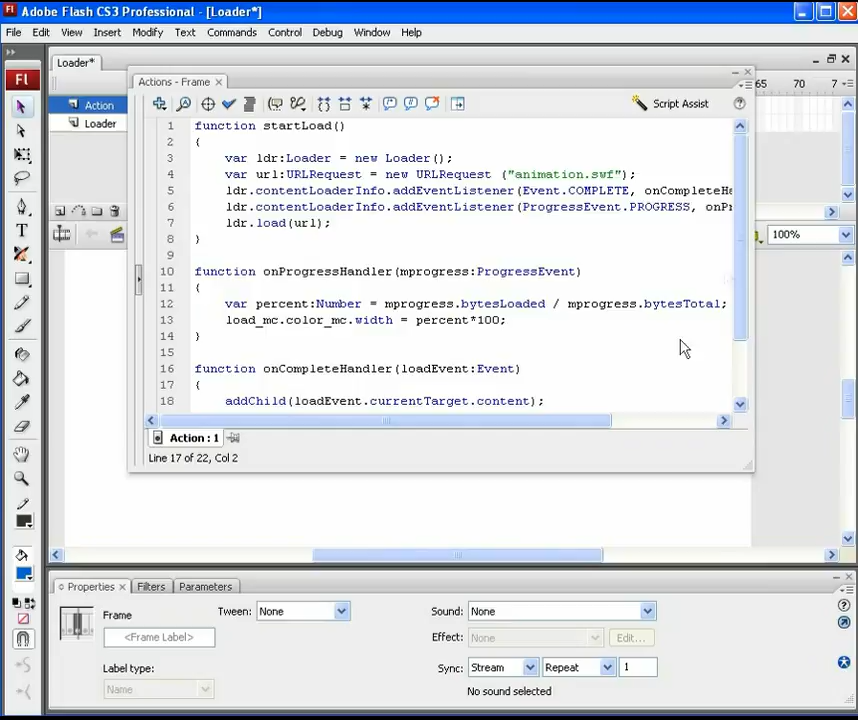 Adobe Flash CS3 Professional - [Loader*]
File Edit View Insert Modify Text Commands Control Debug Window Help
Loader*
Fl
Actions - Frame
65 70 7
Action
Loader
Script Assist
1 function startLoad()
2 {
3 var ldr:Loader = new Loader();
4 var url:URLRequest = new URLRequest ("animation.swf");
5 ldr.contentLoaderInfo.addEventListener(Event.COMPLETE, onCompleteHa
6 ldr.contentLoaderInfo.addEventListener(ProgressEvent.PROGRESS, onPr
7 ldr.load(url);
8 }
9
10 function onProgressHandler(mprogress:ProgressEvent)
11 {
12 var percent:Number = mprogress.bytesLoaded / mprogress.bytesTotal;
13 load_mc.color_mc.width = percent*100;
14 }
15
16 function onCompleteHandler(loadEvent:Event)
17 {
18 addChild(loadEvent.currentTarget.content);
100%
Action : 1
Line 17 of 22, Col 2
Properties Filters Parameters
Frame
Tween: None
Sound: None
<Frame Label>
Effect: None Edit...
Label type:
Sync: Stream Repeat 1
Name
No sound selected